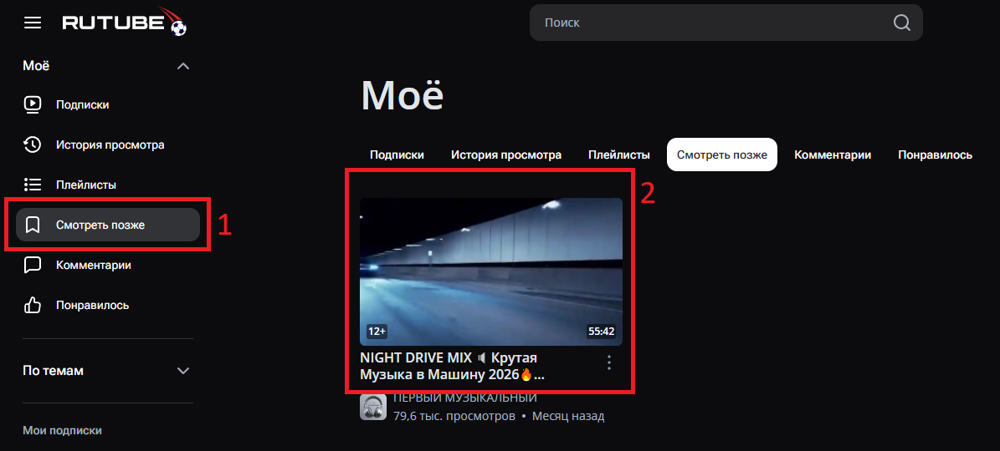 RUTUBE
Поиск
Моё
Подписки
История просмотра
Плейлисты
Смотреть позже
1
Комментарии
Понравилось
По темам
Мои подписки
Моё
Подписки История просмотра Плейлисты Смотреть позже Комментарии Понравилось
2
12+ 55:42
NIGHT DRIVE MIX 🔈 Крутая
Музыка в Машину 2026🔥...
ПЕРВЫЙ МУЗЫКАЛЬНЫЙ
79,6 тыс. просмотров • Месяц назад